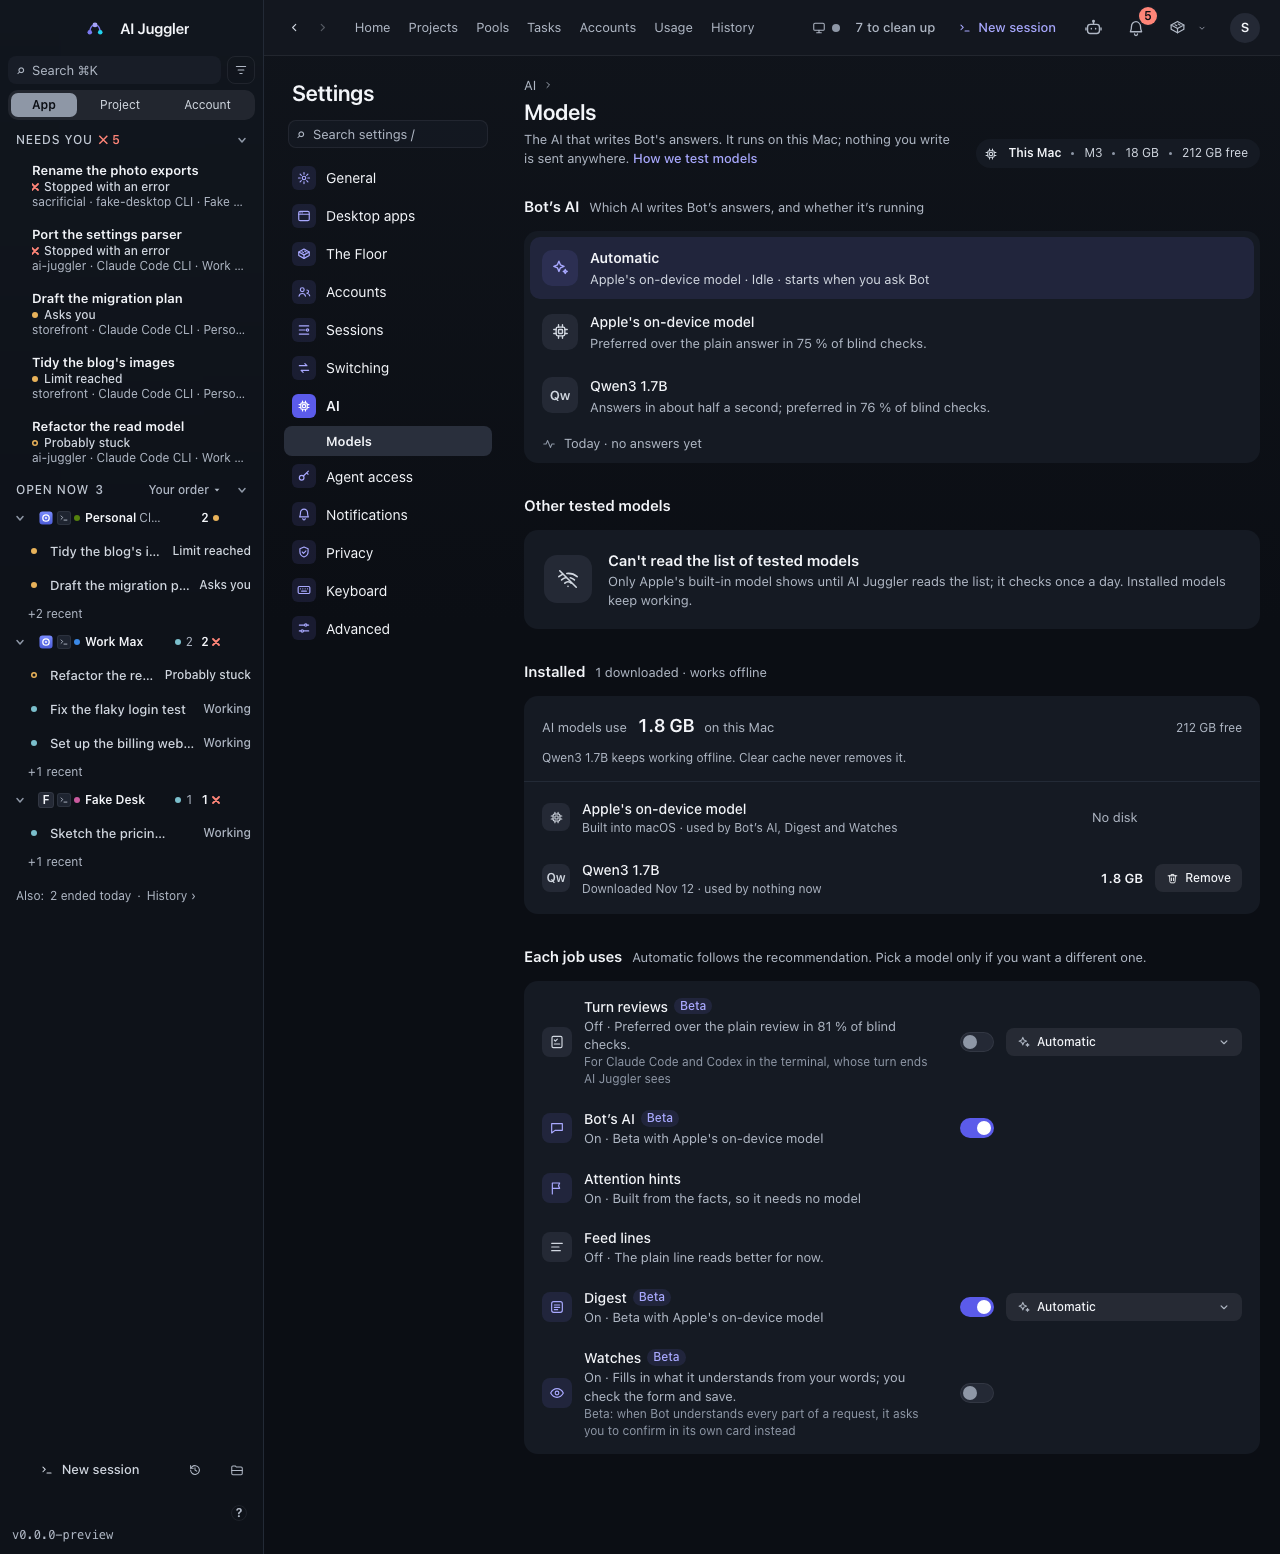 AI Juggler
Search ⌘K
App
Project
Account
NEEDS YOU 5
Rename the photo exports
Stopped with an error
sacrificial · fake-desktop CLI · Fake ...
Port the settings parser
Stopped with an error
ai-juggler · Claude Code CLI · Work ...
Draft the migration plan
Asks you
storefront · Claude Code CLI · Perso...
Tidy the blog's images
Limit reached
storefront · Claude Code CLI · Perso...
Refactor the read model
Probably stuck
ai-juggler · Claude Code CLI · Work ...
OPEN NOW 3
Your order
Personal Cl...
2
Tidy the blog's i...
Limit reached
Draft the migration p...
Asks you
+2 recent
Work Max
2
2
Refactor the re...
Probably stuck
Fix the flaky login test
Working
Set up the billing web...
Working
+1 recent
F
Fake Desk
1
1
Sketch the pricin...
Working
+1 recent
Also: 2 ended today · History ›
New session
?
v0.0.0-preview
Home
Projects
Pools
Tasks
Accounts
Usage
History
7 to clean up
New session
5
S
Settings
Search settings /
General
Desktop apps
The Floor
Accounts
Sessions
Switching
AI
Models
Agent access
Notifications
Privacy
Keyboard
Advanced
AI ›
Models
The AI that writes Bot's answers. It runs on this Mac; nothing you write
is sent anywhere. How we test models
This Mac • M3 • 18 GB • 212 GB free
Bot's AI Which AI writes Bot's answers, and whether it's running
Automatic
Apple's on-device model · Idle · starts when you ask Bot
Apple's on-device model
Preferred over the plain answer in 75 % of blind checks.
Qw
Qwen3 1.7B
Answers in about half a second; preferred in 76 % of blind checks.
Today · no answers yet
Other tested models
Can't read the list of tested models
Only Apple's built-in model shows until AI Juggler reads the list; it checks once a day. Installed models
keep working.
Installed 1 downloaded · works offline
AI models use 1.8 GB on this Mac
212 GB free
Qwen3 1.7B keeps working offline. Clear cache never removes it.
Apple's on-device model
Built into macOS · used by Bot's AI, Digest and Watches
No disk
Qw
Qwen3 1.7B
Downloaded Nov 12 · used by nothing now
1.8 GB
Remove
Each job uses Automatic follows the recommendation. Pick a model only if you want a different one.
Turn reviews Beta
Off · Preferred over the plain review in 81 % of blind
checks.
For Claude Code and Codex in the terminal, whose turn ends
AI Juggler sees
Automatic
Bot's AI Beta
On · Beta with Apple's on-device model
Attention hints
On · Built from the facts, so it needs no model
Feed lines
Off · The plain line reads better for now.
Digest Beta
On · Beta with Apple's on-device model
Automatic
Watches Beta
On · Fills in what it understands from your words; you
check the form and save.
Beta: when Bot understands every part of a request, it asks
you to confirm in its own card instead